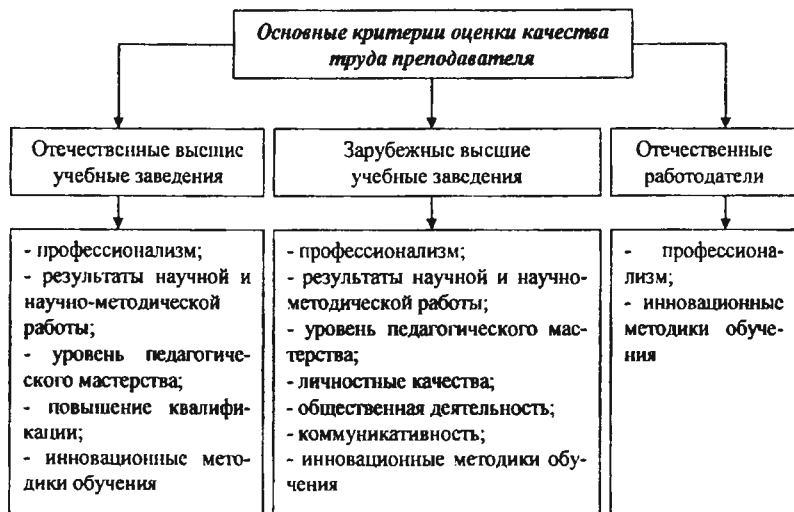 Основные критерии оценки качества
труда преподавателя
Отечественные высшие
учебные заведения
Зарубежные высшие
учебные заведения
Отечественные
работодатели
- профессионализм;
- результаты научной и
научно-методической
работы;
- уровень педагогиче-
ского мастерства;
- повышение квалифи-
кации;
- инновационные мето-
дики обучения
- профессионализм;
- результаты научной и научно-
методической работы;
- уровень педагогического мас-
терства;
- личностные качества;
- общественная деятельность;
- коммуникативность;
- инновационные методики обу-
чения
- профессиона-
лизм;
- инновационные
методики обуче-
ния